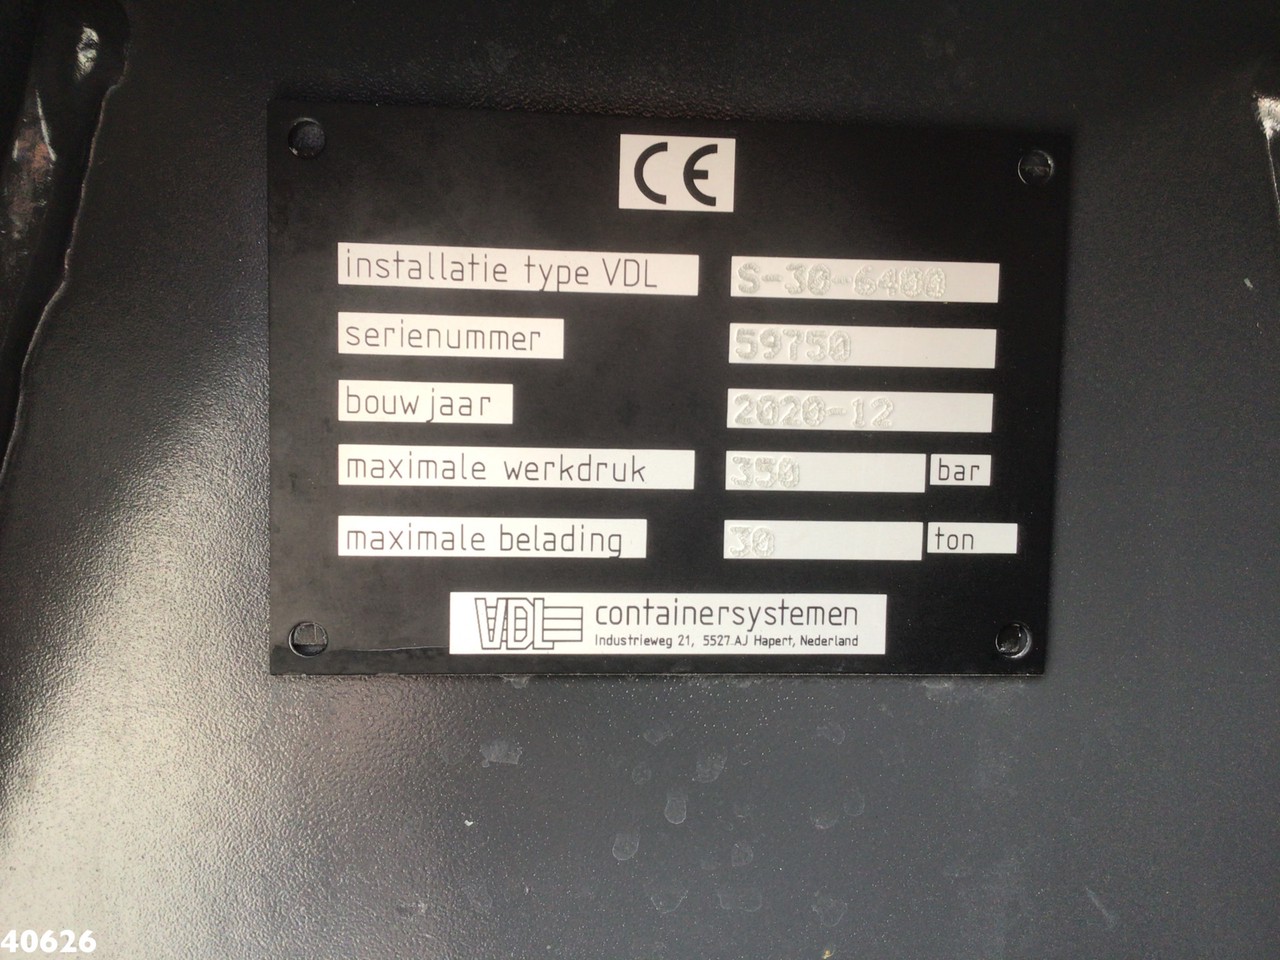 CE
installatie type VDL S-30-6400
serienummer 59750
bouwjaar 2020-12
maximale werkdruk 350 bar
maximale belading 30 ton
VDL containersystemen
Industrieweg 21, 5527 AJ Hapert, Nederland
40626